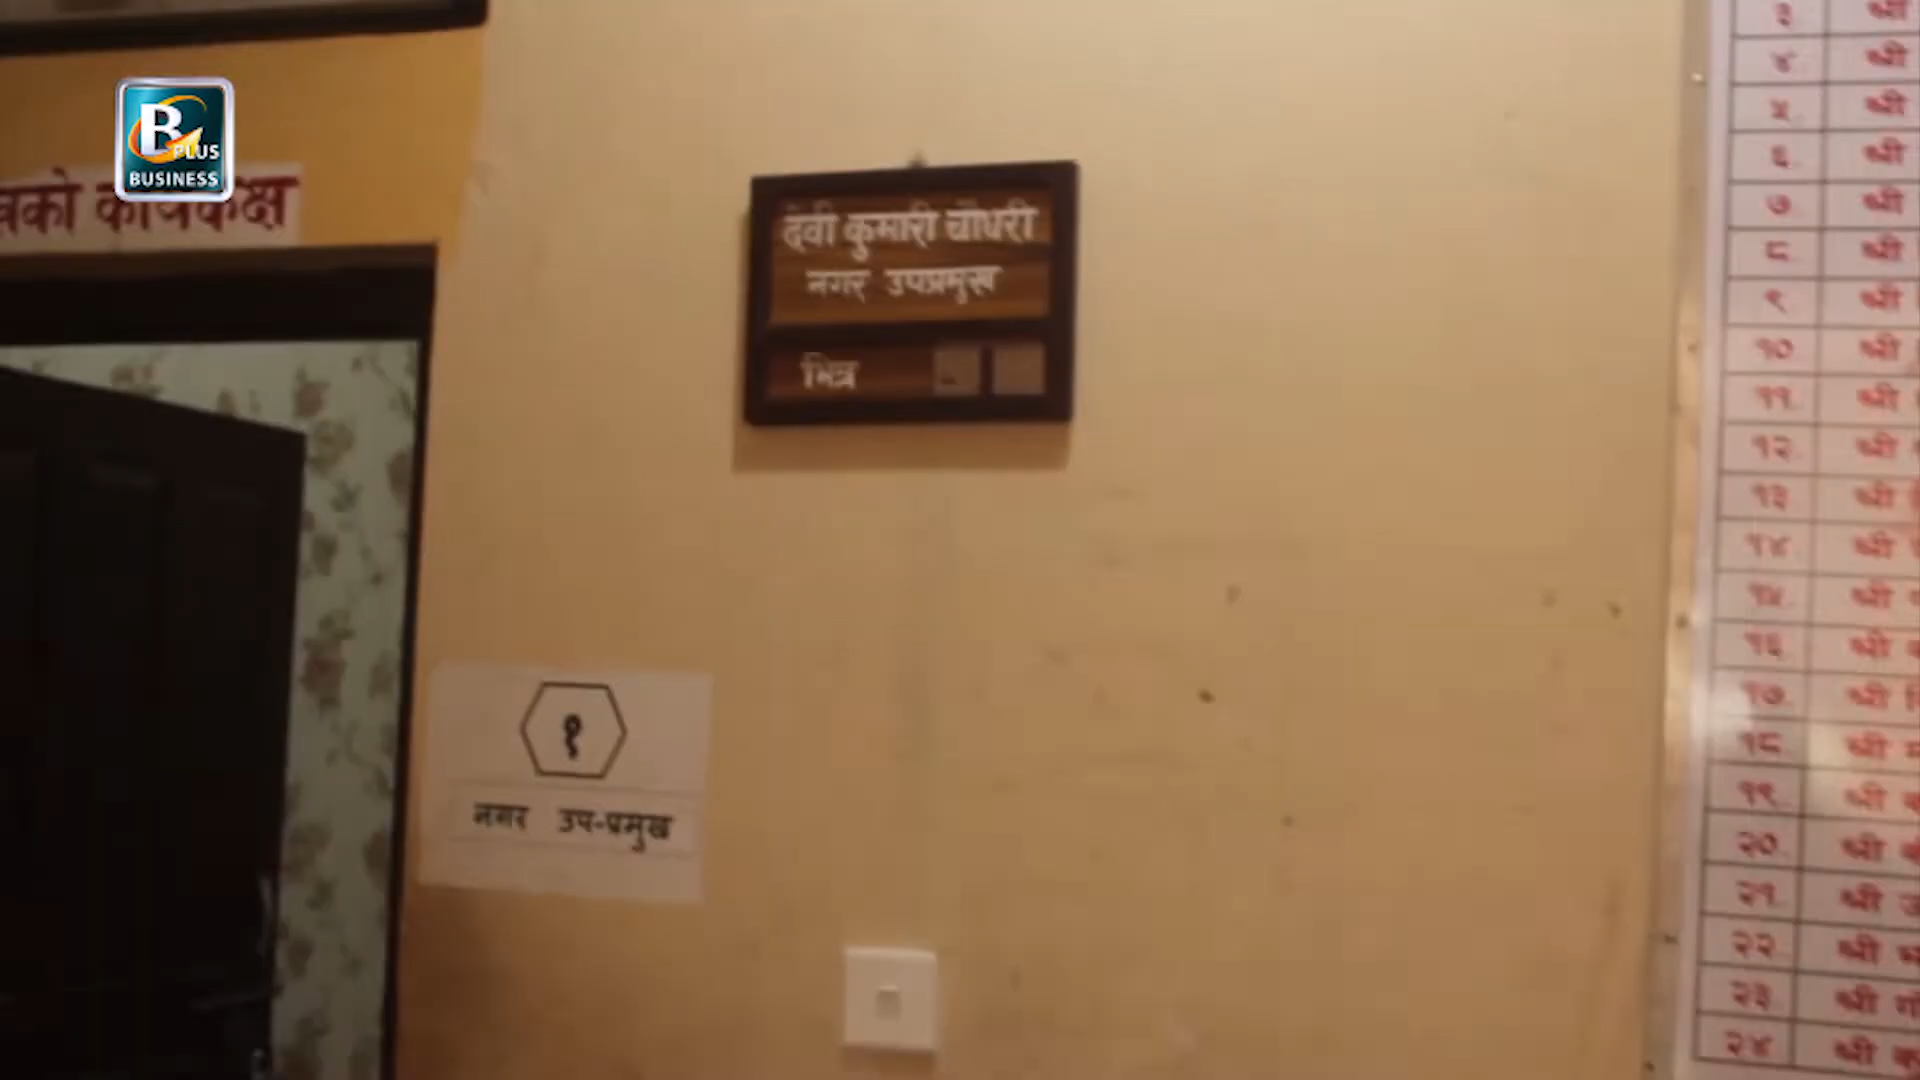 B PLUS
BUSINESS
कार्यकक्ष
देवी कुमारी चौधरी
नगर उपप्रमुख
भित्र
१
नगर उप-प्रमुख
३ श्री
४ श्री
५ श्री
६ श्री
७ श्री
८ श्री
९ श्री
१० श्री
११ श्री
१२ श्री
१३ श्री
१४ श्री
१५ श्री
१६ श्री
१७ श्री
१८ श्री
१९ श्री
२० श्री
२१ श्री
२२ श्री
२३ श्री
२४ श्री